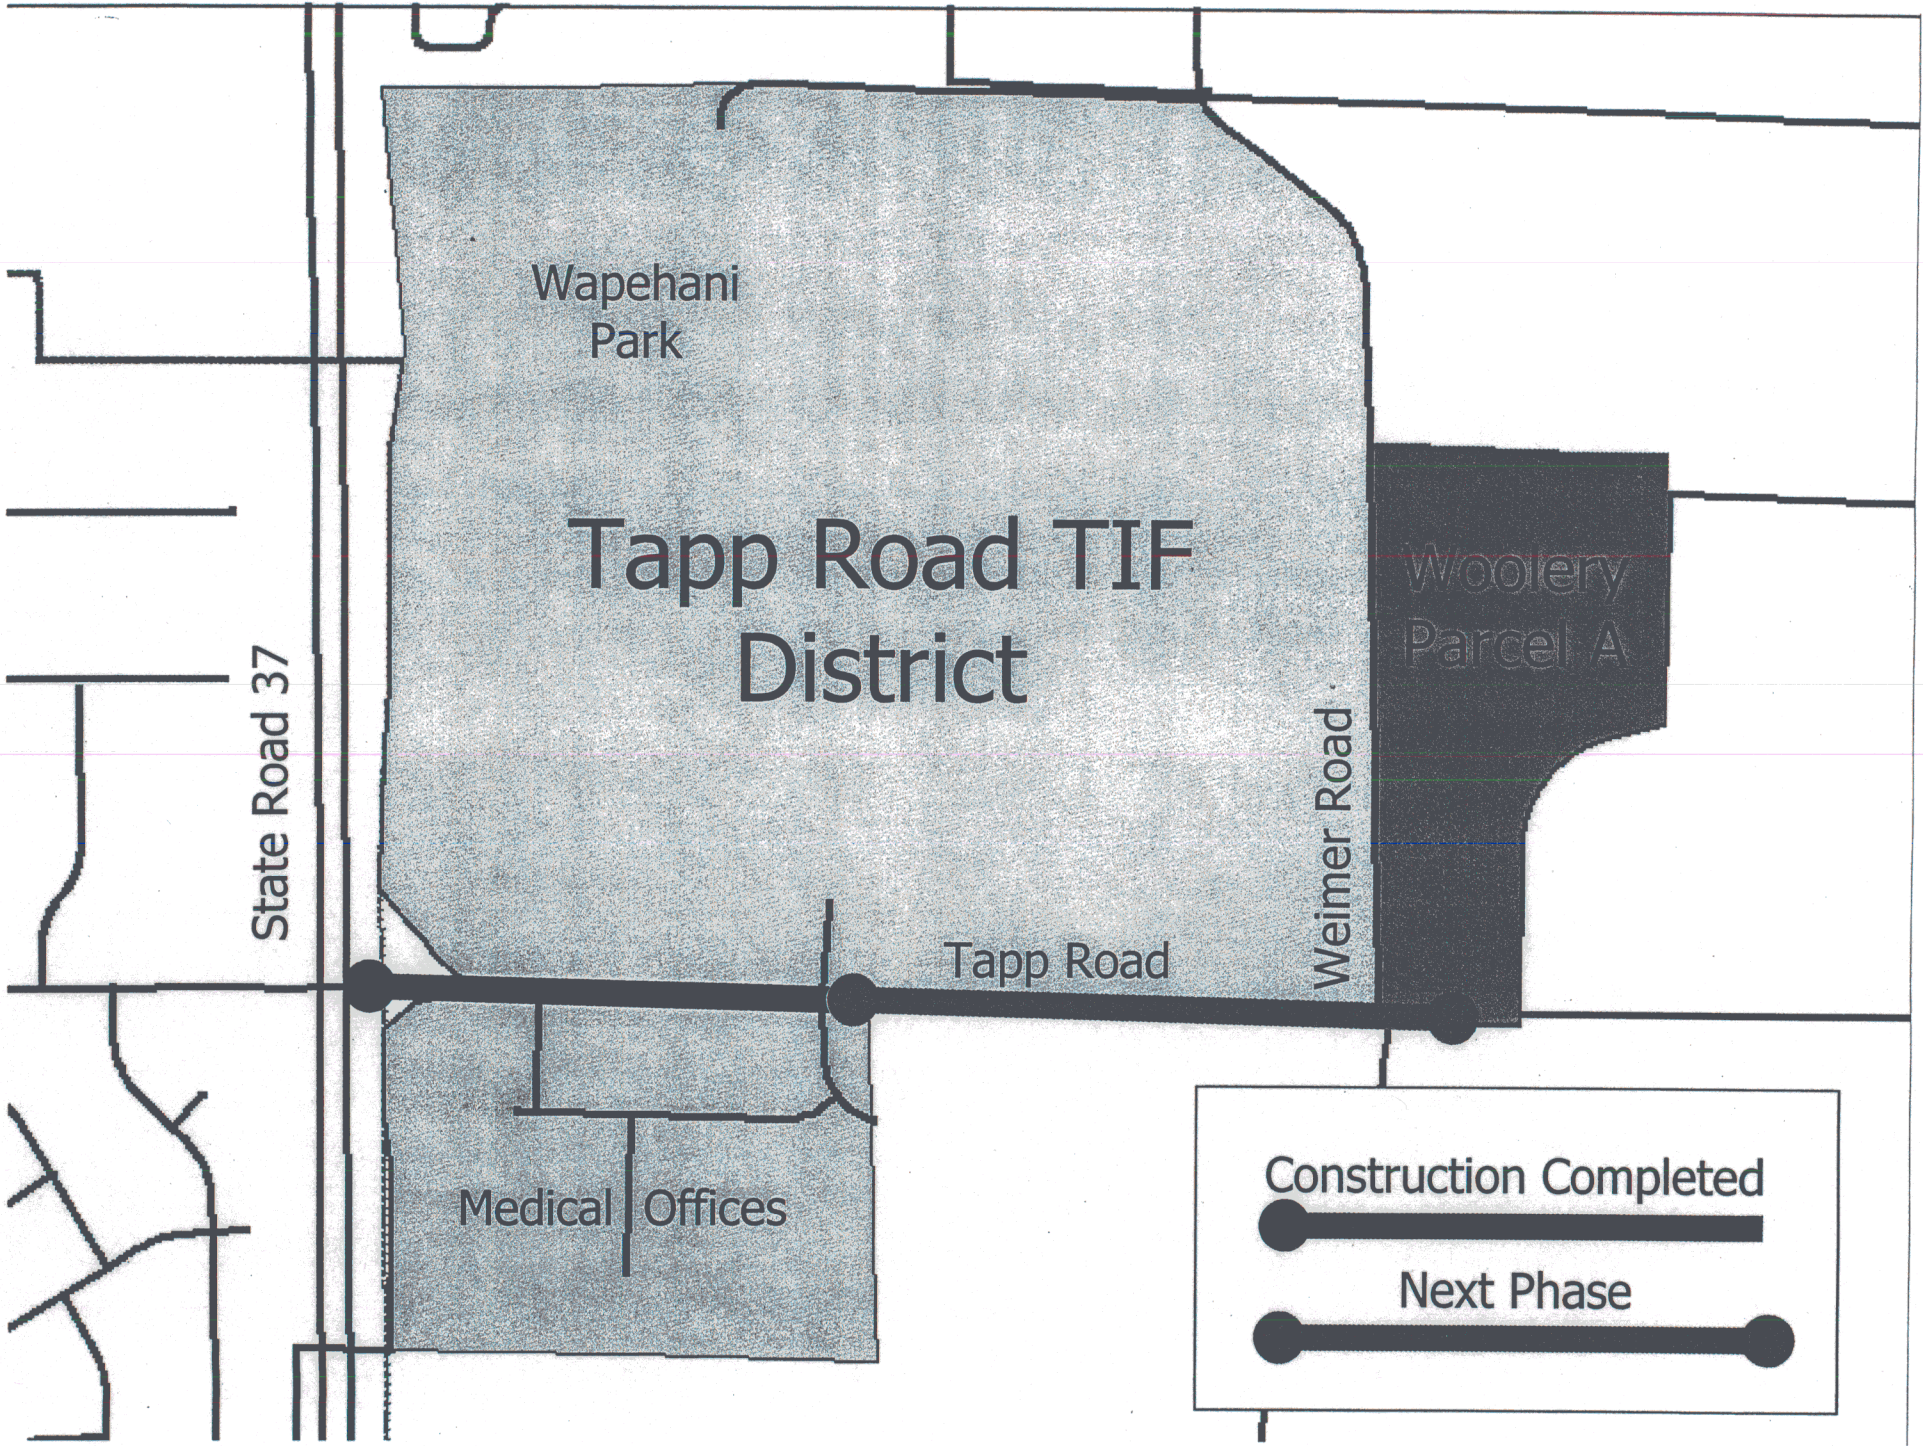 Wapehani
Park
Tapp Road TIF
District
Woolery
Parcel A
State Road 37
Weimer Road
Tapp Road
Medical Offices
Construction Completed
Next Phase